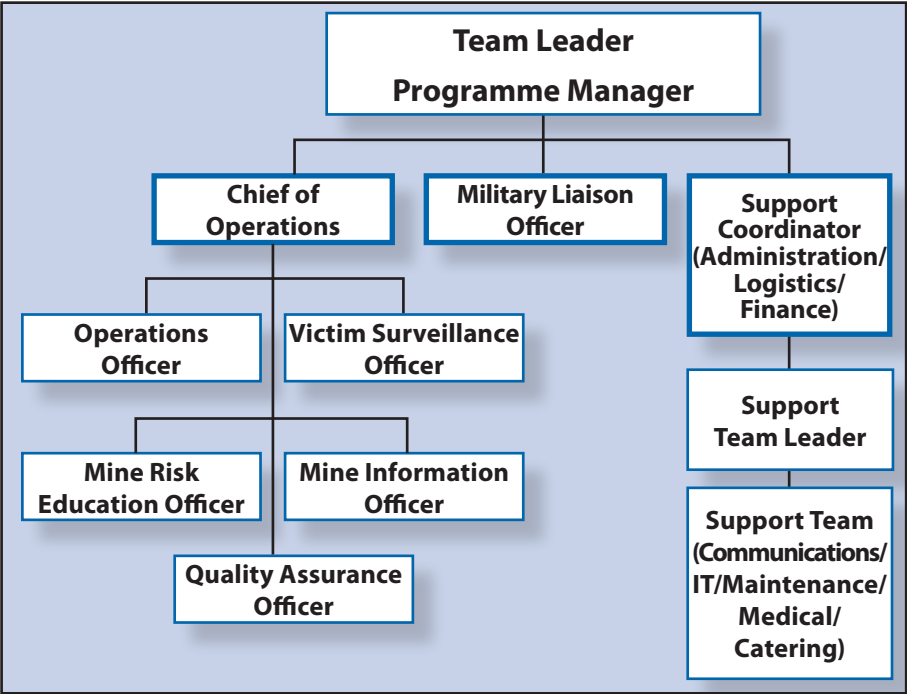 Team Leader
Programme Manager
Chief of
Operations
Military Liaison
Officer
Support
Coordinator
(Administration/
Logistics/
Finance)
Operations
Officer
Victim Surveillance
Officer
Support
Team Leader
Mine Risk
Education Officer
Mine Information
Officer
Support Team
(Communications/
IT/Maintenance/
Medical/
Catering)
Quality Assurance
Officer